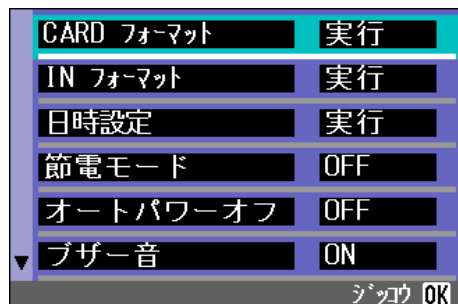 CARD ﾌｫｰﾏｯﾄ 実行
IN ﾌｫｰﾏｯﾄ 実行
日時設定 実行
節電モード OFF
オートパワーオフ OFF
ブザー音 ON
ｼﾞｯｺｳ OK